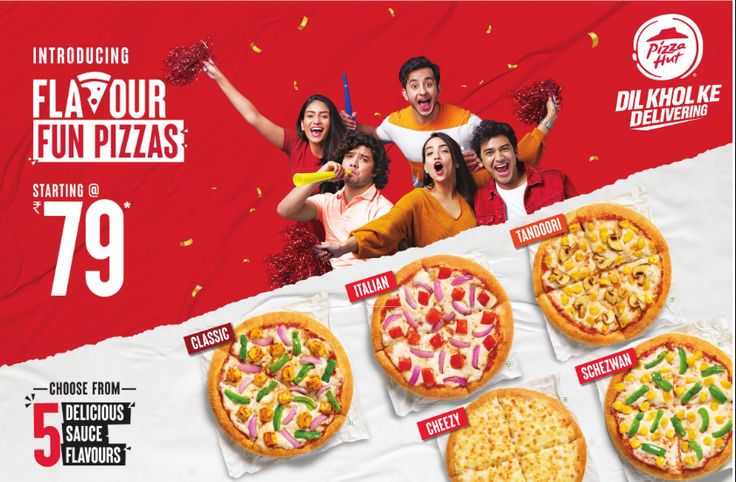 INTRODUCING
FLAVOUR
FUN PIZZAS
STARTING @
₹79*
Pizza
Hut
DIL KHOL KE
DELIVERING
TANDOORI
ITALIAN
CLASSIC
SCHEZWAN
CHEEZY
CHOOSE FROM
5 DELICIOUS
SAUCE
FLAVOURS